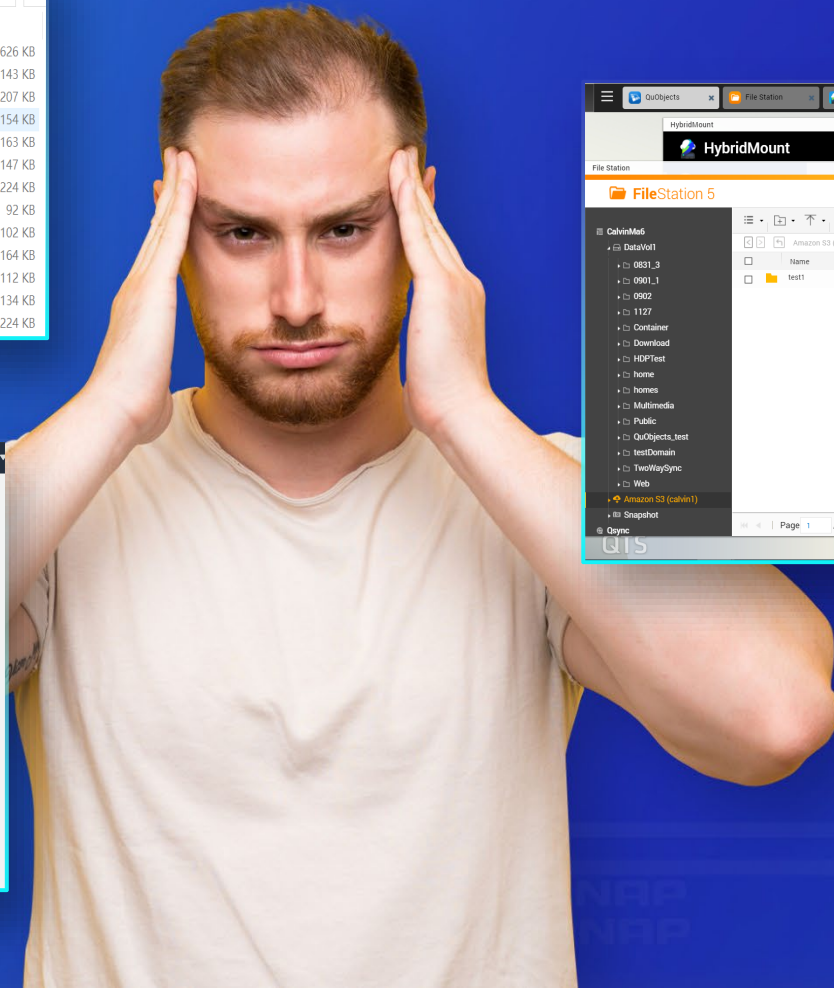 626 KB
143 KB
207 KB
154 KB
163 KB
147 KB
224 KB
92 KB
102 KB
164 KB
112 KB
134 KB
224 KB
QuObjects
File Station
HybridMount
HybridMount
File Station
FileStation 5
CalvinMa6
DataVol1
0831_3
0901_1
0902
1127
Container
Download
HDPTest
home
homes
Multimedia
Public
QuObjects_test
testDomain
TwoWaySync
Web
Amazon S3 (calvin1)
Snapshot
Qsync
Amazon S3
Name
test1
Page 1
QTS